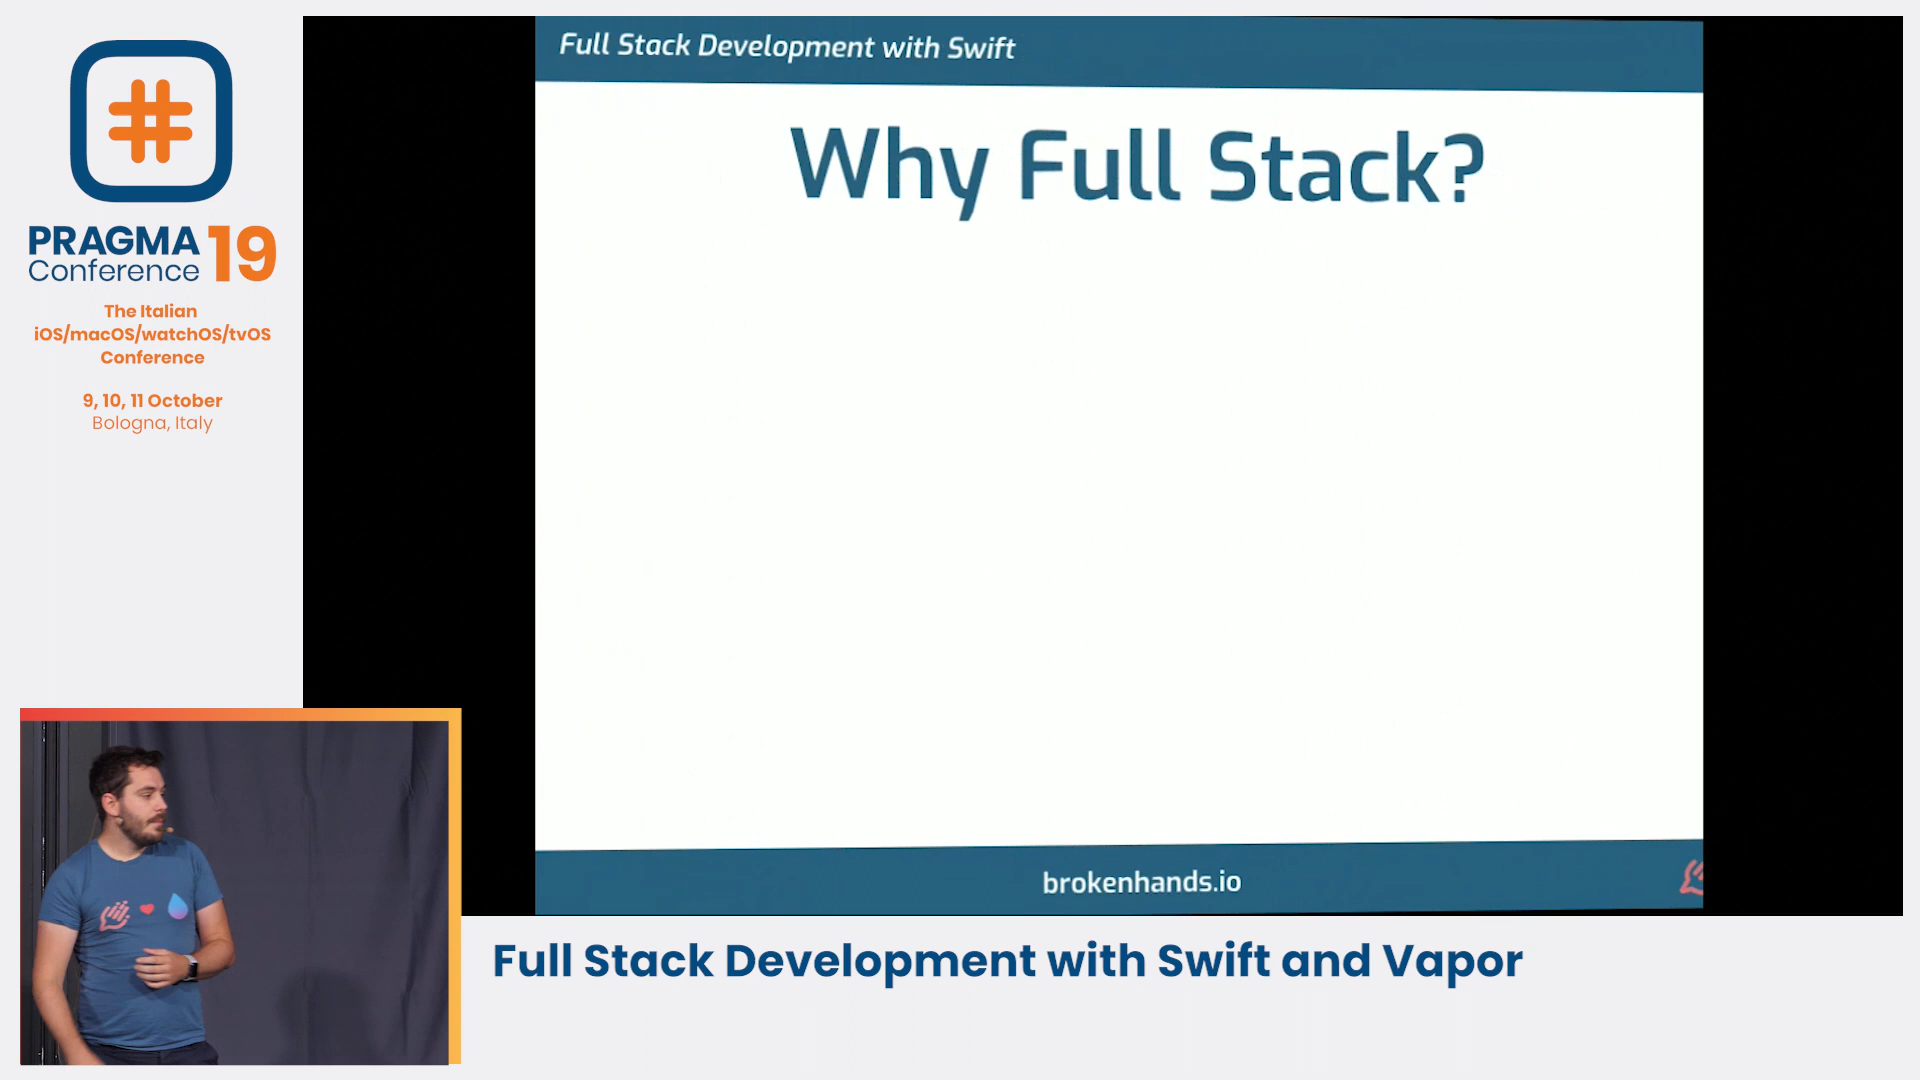 PRAGMA 19
Conference
The Italian
iOS/macOS/watchOS/tvOS
Conference
9, 10, 11 October
Bologna, Italy
Full Stack Development with Swift
Why Full Stack?
brokenhands.io
Full Stack Development with Swift and Vapor